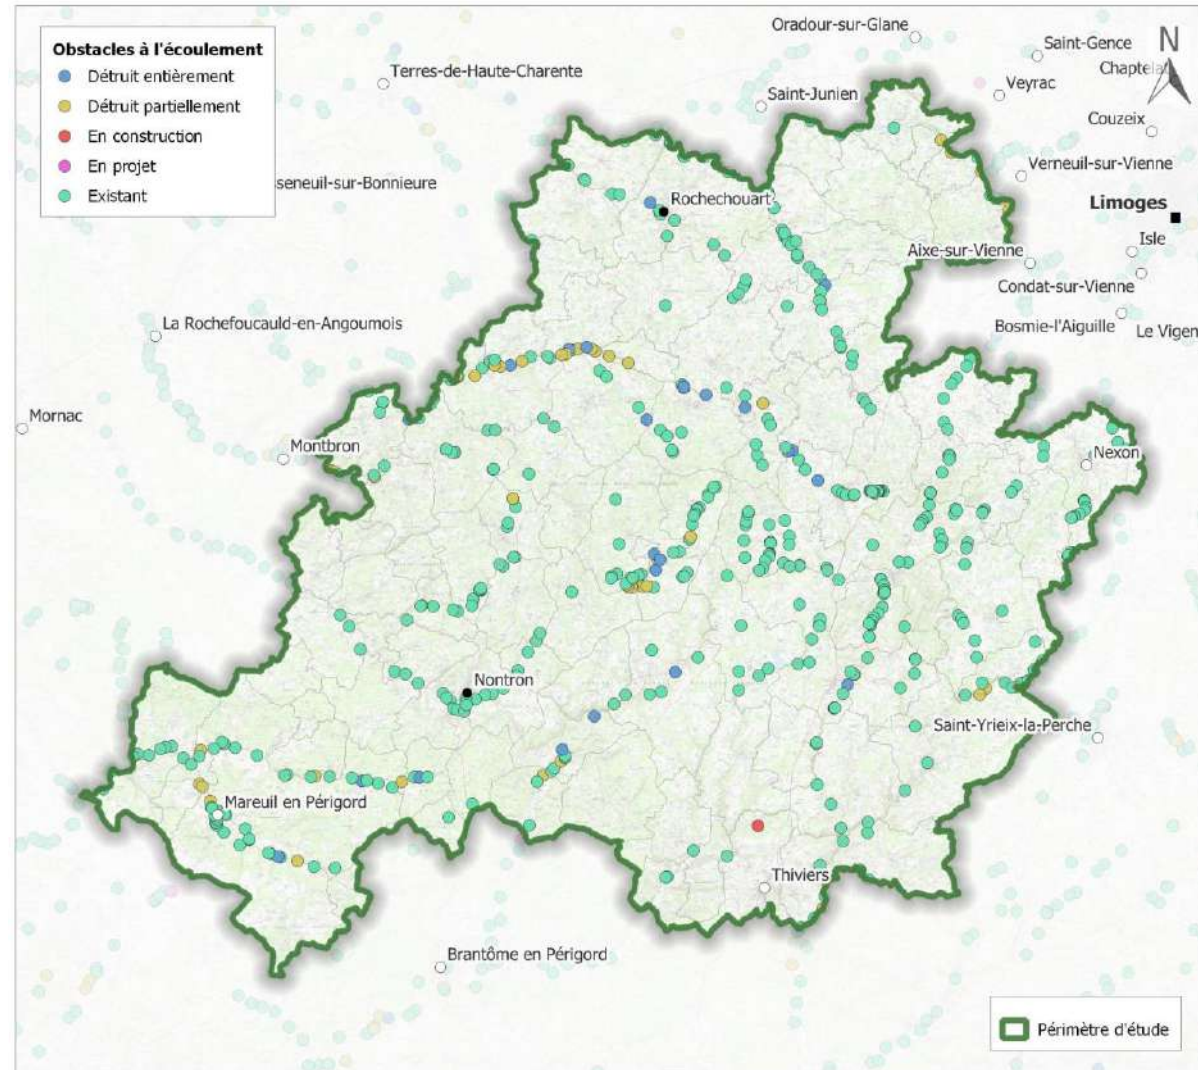 Obstacles à l'écoulement
Détruit entièrement
Détruit partiellement
En construction
En projet
Existant
Oradour-sur-Glane
Saint-Gence
N
Chaptelat
Terres-de-Haute-Charente
Veyrac
Saint-Junien
Couzeix
Verneuil-sur-Vienne
sseneuil-sur-Bonnieure
Rochechouart
Limoges
Isle
Aixe-sur-Vienne
Condat-sur-Vienne
La Rochefoucauld-en-Angoumois
Bosmie-l'Aiguille
Le Vigen
Mornac
Montbron
Nexon
Nontron
Saint-Yrieix-la-Perche
Mareuil en Périgord
Thiviers
Brantôme en Périgord
Périmètre d'étude